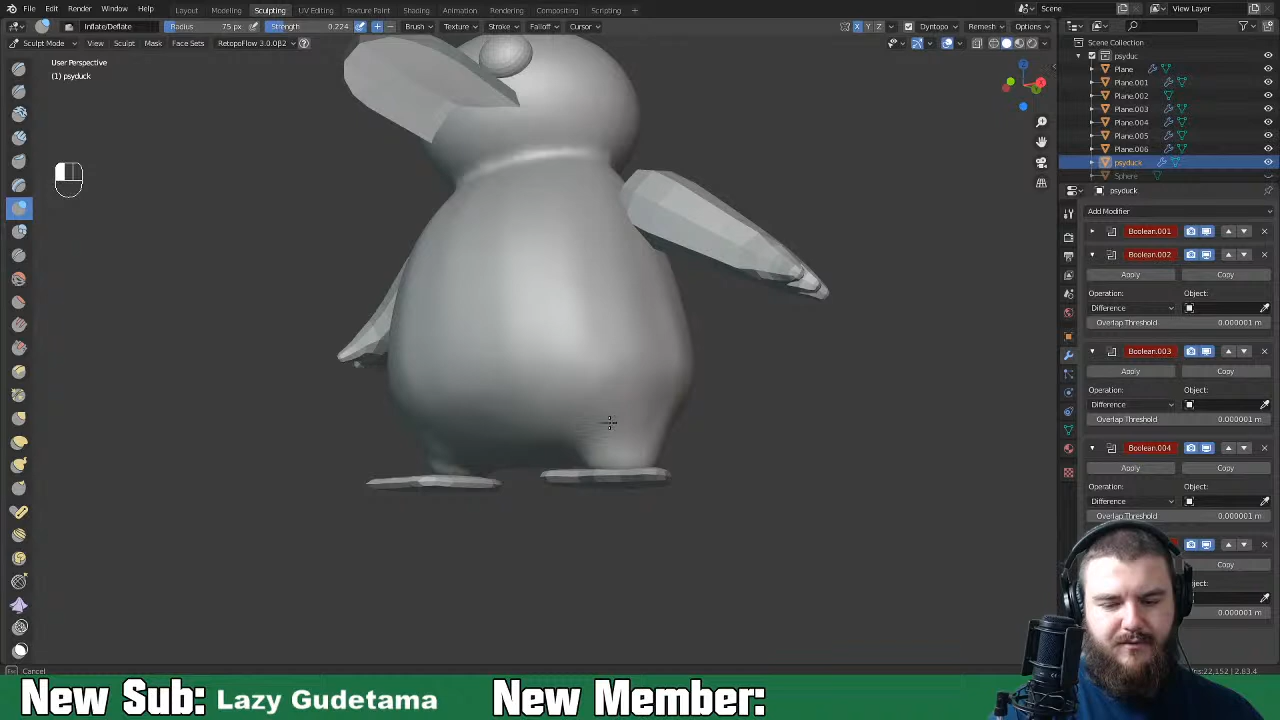 File Edit Render Window Help Layout Modeling Sculpting UV Editing Texture Paint Shading Animation Rendering Compositing Scripting Scene View Layer
Inflate/Deflate Radius 75 px Strength 0.224 Brush Texture Stroke Falloff Cursor X Y Z Dyntopo Remesh Options
Sculpt Mode View Sculpt Mask Face Sets RetopoFlow 3.0.0β2
User Perspective
(1) psyduck
Scene Collection
psyduc
Plane
Plane.001
Plane.002
Plane.003
Plane.004
Plane.005
Plane.006
psyduck
Sphere
psyduck
Add Modifier
Boolean.001
Boolean.002
Apply Copy
Operation: Object:
Difference
Overlap Threshold 0.000001 m
Boolean.003
Apply Copy
Operation: Object:
Difference
Overlap Threshold 0.000001 m
Boolean.004
Apply Copy
Operation: Object:
Difference
Overlap Threshold 0.000001 m
Copy
0.000001 m
Cancel
New Sub: Lazy Gudetama New Member: